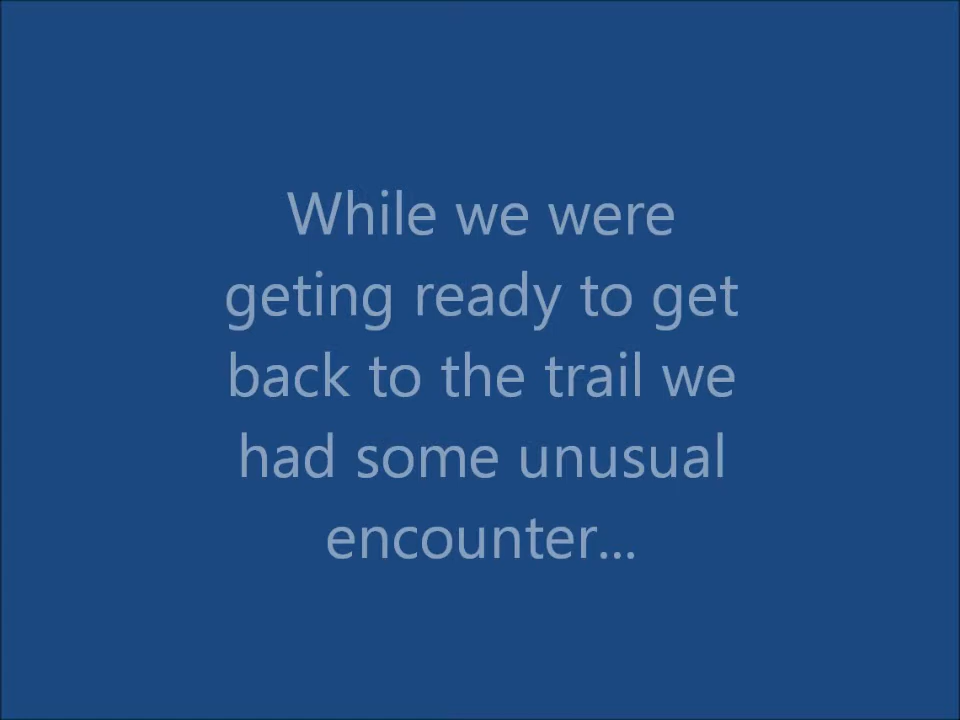 While we were
geting ready to get
back to the trail we
had some unusual
encounter...